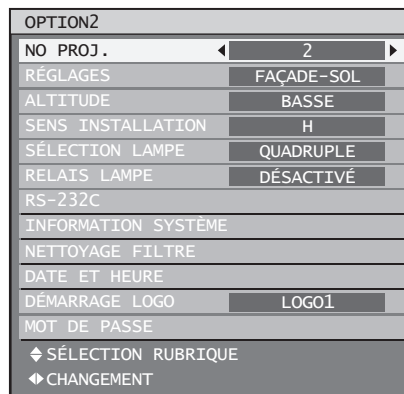 OPTION2
NO PROJ. 2
RÉGLAGES FAÇADE-SOL
ALTITUDE BASSE
SENS INSTALLATION H
SÉLECTION LAMPE QUADRUPLE
RELAIS LAMPE DÉSACTIVÉ
RS-232C
INFORMATION SYSTÈME
NETTOYAGE FILTRE
DATE ET HEURE
DÉMARRAGE LOGO LOGO1
MOT DE PASSE
SÉLECTION RUBRIQUE
CHANGEMENT